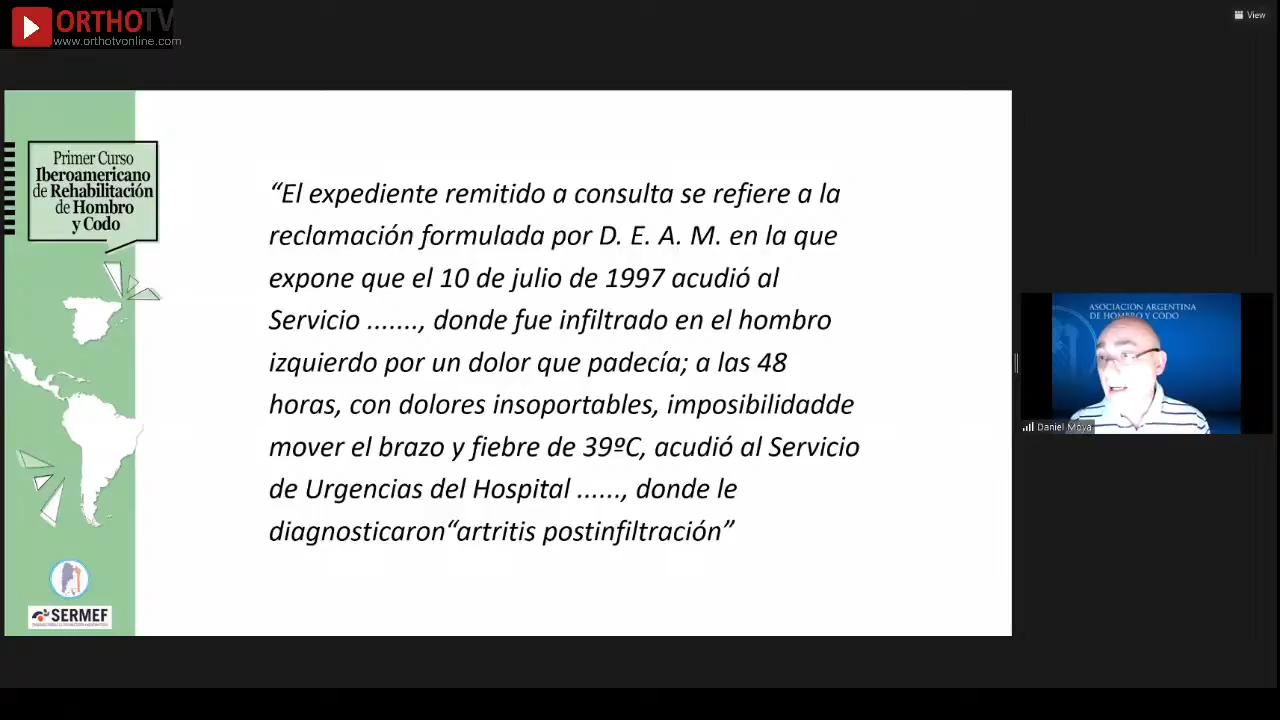 ORTHOTV
www.orthotvonline.com
View
Primer Curso
Iberoamericano
de Rehabilitación
de Hombro
y Codo
“El expediente remitido a consulta se refiere a la
reclamación formulada por D. E. A. M. en la que
expone que el 10 de julio de 1997 acudió al
Servicio ......., donde fue infiltrado en el hombro
izquierdo por un dolor que padecía; a las 48
horas, con dolores insoportables, imposibilidadde
mover el brazo y fiebre de 39ºC, acudió al Servicio
de Urgencias del Hospital ......, donde le
diagnosticaron“artritis postinfiltración”
SERMEF
ASOCIACION ARGENTINA
DE HOMBRO Y CODO
Daniel Moya